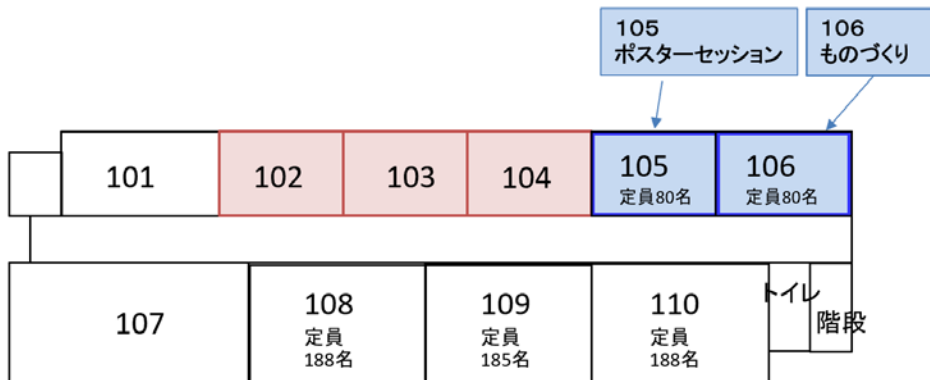 105
ポスターセッション
106
ものづくり
101
102
103
104
105
定員80名
106
定員80名
107
108
定員
188名
109
定員
185名
110
定員
188名
トイレ
階段